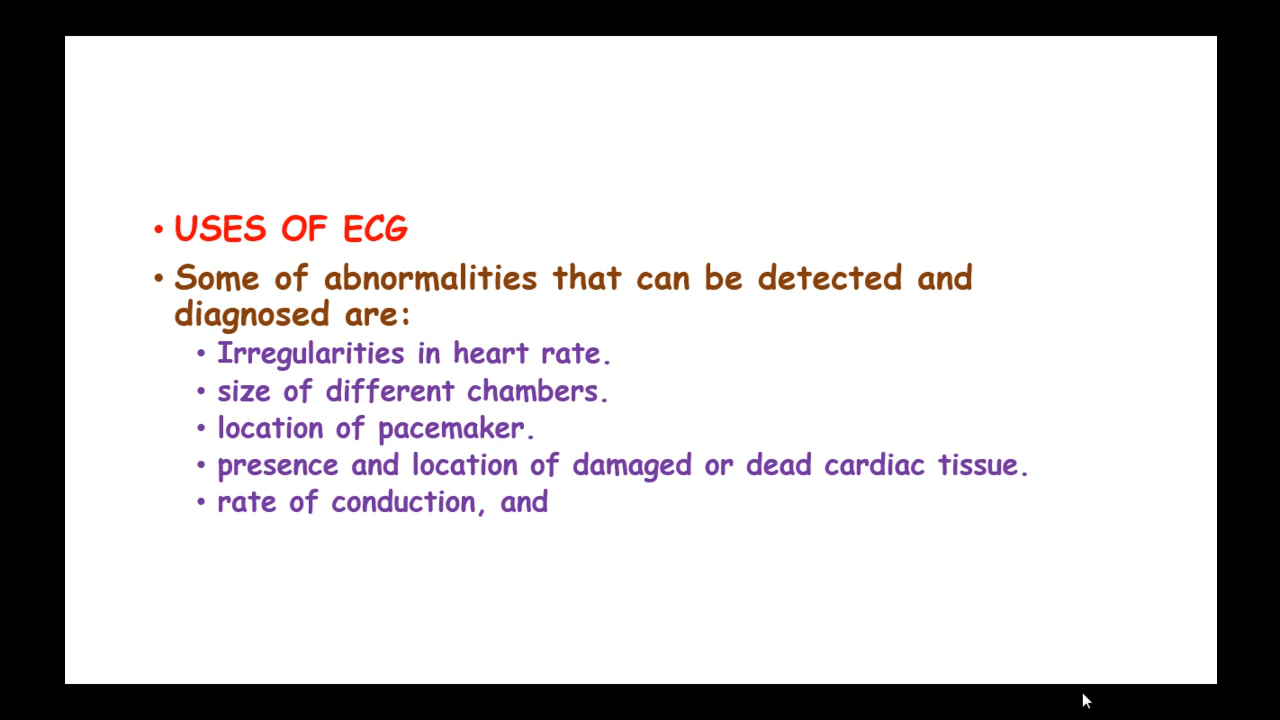 • USES OF ECG
• Some of abnormalities that can be detected and
diagnosed are:
• Irregularities in heart rate.
• size of different chambers.
• location of pacemaker.
• presence and location of damaged or dead cardiac tissue.
• rate of conduction, and